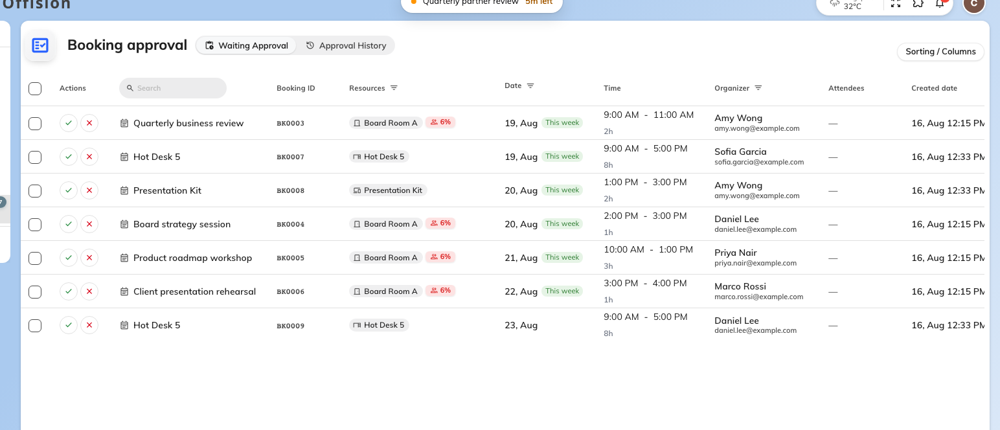 Offision
Quarterly partner review 5m left
32°C
C
Booking approval
Waiting Approval
Approval History
Sorting / Columns
Actions Search Booking ID Resources Date Time Organizer Attendees Created date
Quarterly business review BK0003 Board Room A 6% 19, Aug This week 9:00 AM - 11:00 AM 2h Amy Wong — 16, Aug 12:15 PM
amy.wong@example.com
Hot Desk 5 BK0007 Hot Desk 5 19, Aug This week 9:00 AM - 5:00 PM 8h Sofia Garcia — 16, Aug 12:33 PM
sofia.garcia@example.com
Presentation Kit BK0008 Presentation Kit 20, Aug This week 1:00 PM - 3:00 PM 2h Amy Wong — 16, Aug 12:33 PM
amy.wong@example.com
Board strategy session BK0004 Board Room A 6% 20, Aug This week 2:00 PM - 3:00 PM 1h Daniel Lee — 16, Aug 12:15 PM
daniel.lee@example.com
7
Product roadmap workshop BK0005 Board Room A 6% 21, Aug This week 10:00 AM - 1:00 PM 3h Priya Nair — 16, Aug 12:15 PM
priya.nair@example.com
Client presentation rehearsal BK0006 Board Room A 6% 22, Aug This week 3:00 PM - 4:00 PM 1h Marco Rossi — 16, Aug 12:15 PM
marco.rossi@example.com
Hot Desk 5 BK0009 Hot Desk 5 23, Aug 9:00 AM - 5:00 PM 8h Daniel Lee — 16, Aug 12:33 PM
daniel.lee@example.com